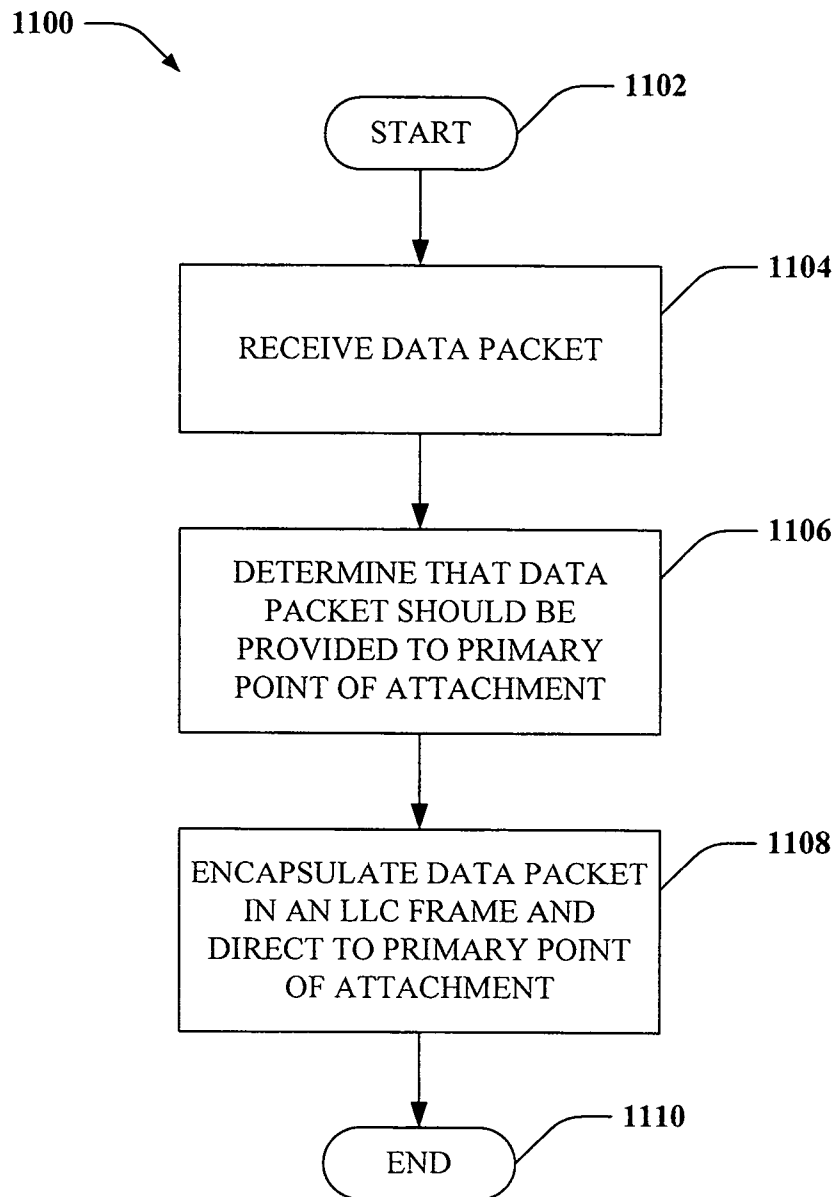 1100
1102
START
1104
RECEIVE DATA PACKET
1106
DETERMINE THAT DATA
PACKET SHOULD BE
PROVIDED TO PRIMARY
POINT OF ATTACHMENT
1108
ENCAPSULATE DATA PACKET
IN AN LLC FRAME AND
DIRECT TO PRIMARY POINT
OF ATTACHMENT
1110
END